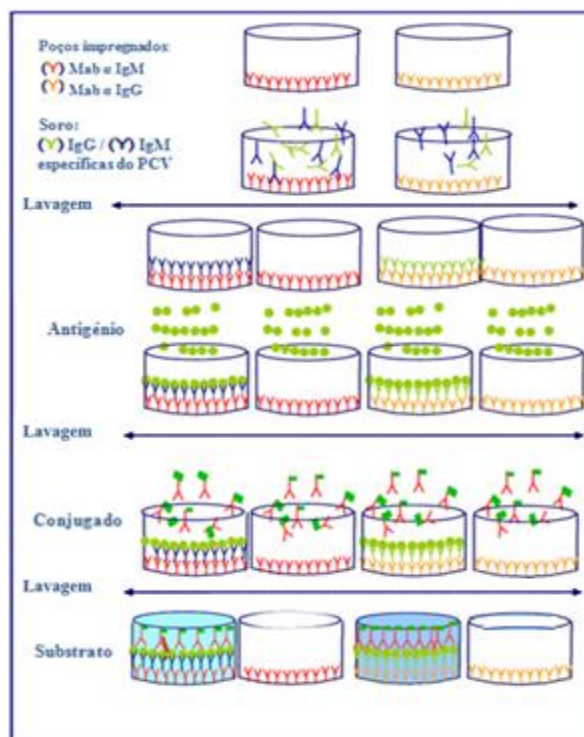 Poços impregnados:
Mab α IgM
Mab α IgG
Soro:
IgG / IgM
específicas do PCV
Lavagem
Antigénio
Lavagem
Conjugado
Lavagem
Substrato